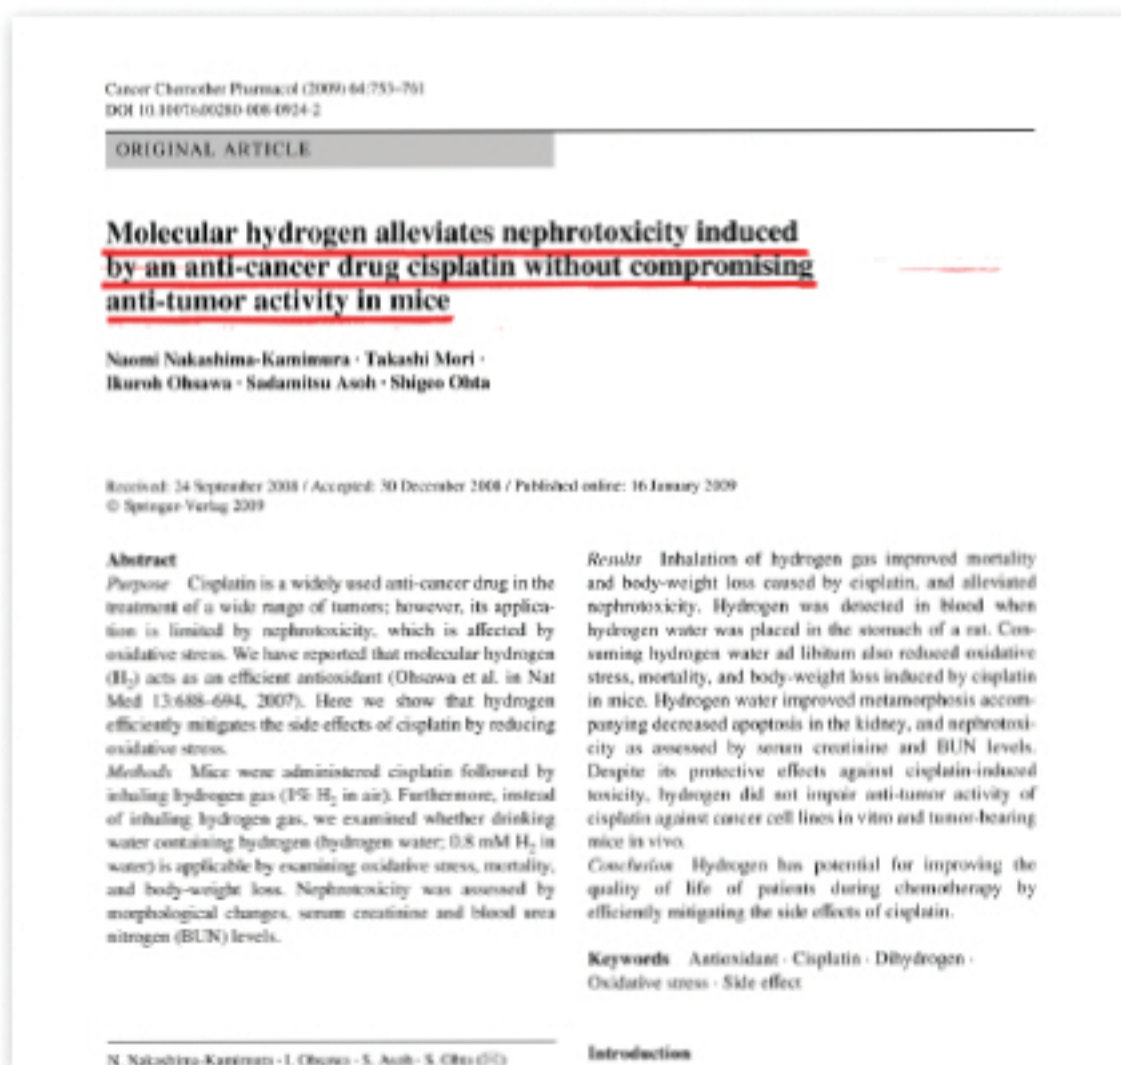 Cancer Chemother Pharmacol (2009) 64:753–761
DOI 10.1007/s00280-008-0924-2
ORIGINAL ARTICLE
Molecular hydrogen alleviates nephrotoxicity induced
by an anti-cancer drug cisplatin without compromising
anti-tumor activity in mice
Naomi Nakashima-Kamimura · Takashi Mori ·
Ikuroh Ohsawa · Sadamitsu Asoh · Shigeo Ohta
Received: 24 September 2008 / Accepted: 30 December 2008 / Published online: 16 January 2009
© Springer-Verlag 2009
Abstract
Purpose Cisplatin is a widely used anti-cancer drug in the
treatment of a wide range of tumors; however, its applica-
tion is limited by nephrotoxicity, which is affected by
oxidative stress. We have reported that molecular hydrogen
(H₂) acts as an efficient antioxidant (Ohsawa et al. in Nat
Med 13:688–694, 2007). Here we show that hydrogen
efficiently mitigates the side effects of cisplatin by reducing
oxidative stress.
Methods Mice were administered cisplatin followed by
inhaling hydrogen gas (1% H₂ in air). Furthermore, instead
of inhaling hydrogen gas, we examined whether drinking
water containing hydrogen (hydrogen water; 0.8 mM H₂ in
water) is applicable by examining oxidative stress, mortality,
and body-weight loss. Nephrotoxicity was assessed by
morphological changes, serum creatinine and blood urea
nitrogen (BUN) levels.
Results Inhalation of hydrogen gas improved mortality
and body-weight loss caused by cisplatin, and alleviated
nephrotoxicity. Hydrogen was detected in blood when
hydrogen water was placed in the stomach of a rat. Con-
suming hydrogen water ad libitum also reduced oxidative
stress, mortality, and body-weight loss induced by cisplatin
in mice. Hydrogen water improved metamorphosis accom-
panying decreased apoptosis in the kidney, and nephrotoxi-
city as assessed by serum creatinine and BUN levels.
Despite its protective effects against cisplatin-induced
toxicity, hydrogen did not impair anti-tumor activity of
cisplatin against cancer cell lines in vitro and tumor-bearing
mice in vivo.
Conclusion Hydrogen has potential for improving the
quality of life of patients during chemotherapy by
efficiently mitigating the side effects of cisplatin.
Keywords Antioxidant · Cisplatin · Dihydrogen ·
Oxidative stress · Side effect
N. Nakashima-Kamimura · I. Ohsawa · S. Asoh · S. Ohta (✉)
Introduction